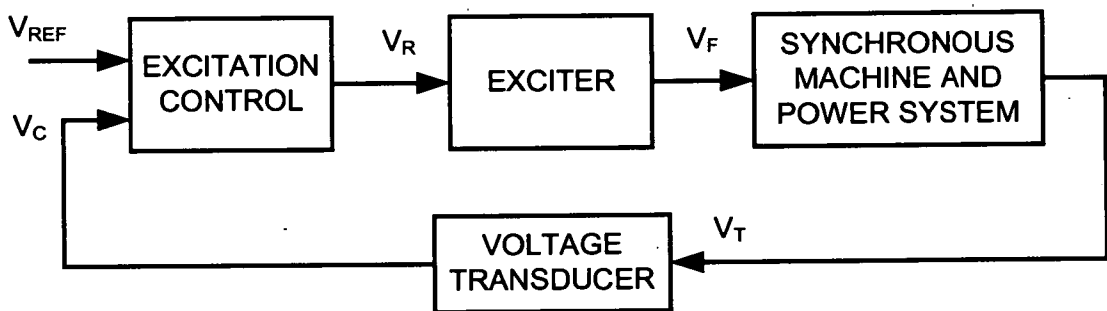 V_REF
V_C
EXCITATION
CONTROL
V_R
EXCITER
V_F
SYNCHRONOUS
MACHINE AND
POWER SYSTEM
VOLTAGE
TRANSDUCER
V_T